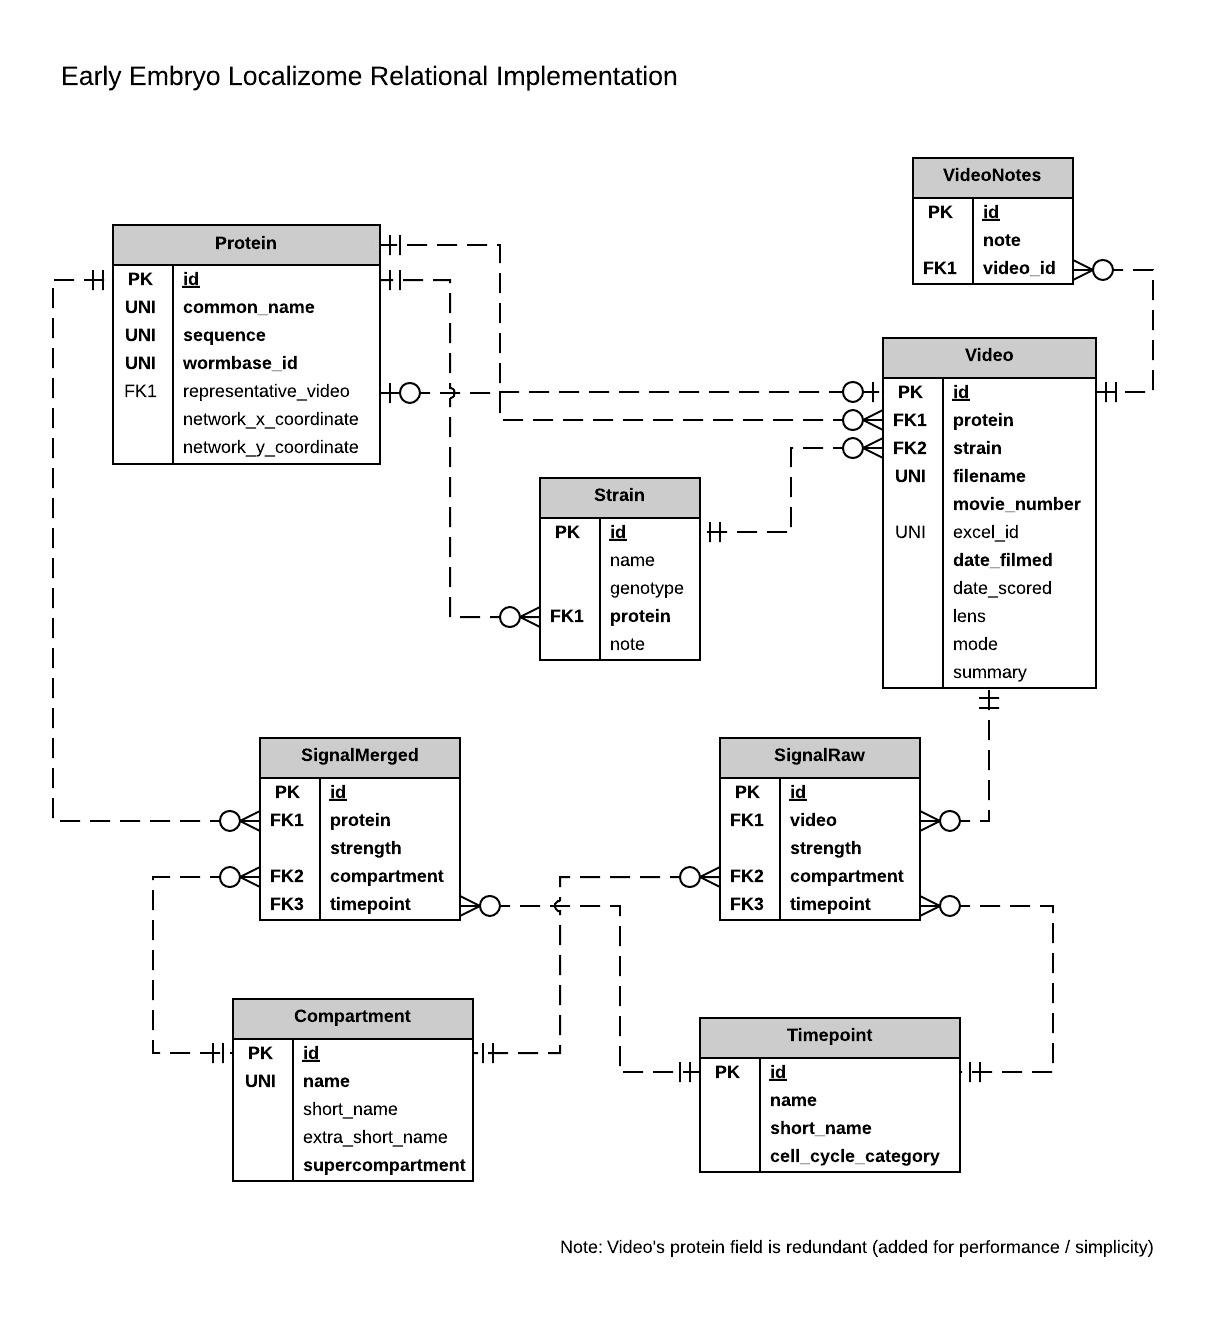 Early Embryo Localizome Relational Implementation
VideoNotes
PK id
note
FK1 video_id
Protein
PK id
UNI common_name
UNI sequence
UNI wormbase_id
FK1 representative_video
network_x_coordinate
network_y_coordinate
Video
PK id
FK1 protein
FK2 strain
UNI filename
movie_number
UNI excel_id
date_filmed
date_scored
lens
mode
summary
Strain
PK id
name
genotype
FK1 protein
note
SignalMerged
PK id
FK1 protein
strength
FK2 compartment
FK3 timepoint
SignalRaw
PK id
FK1 video
strength
FK2 compartment
FK3 timepoint
Compartment
PK id
UNI name
short_name
extra_short_name
supercompartment
Timepoint
PK id
name
short_name
cell_cycle_category
Note: Video's protein field is redundant (added for performance / simplicity)